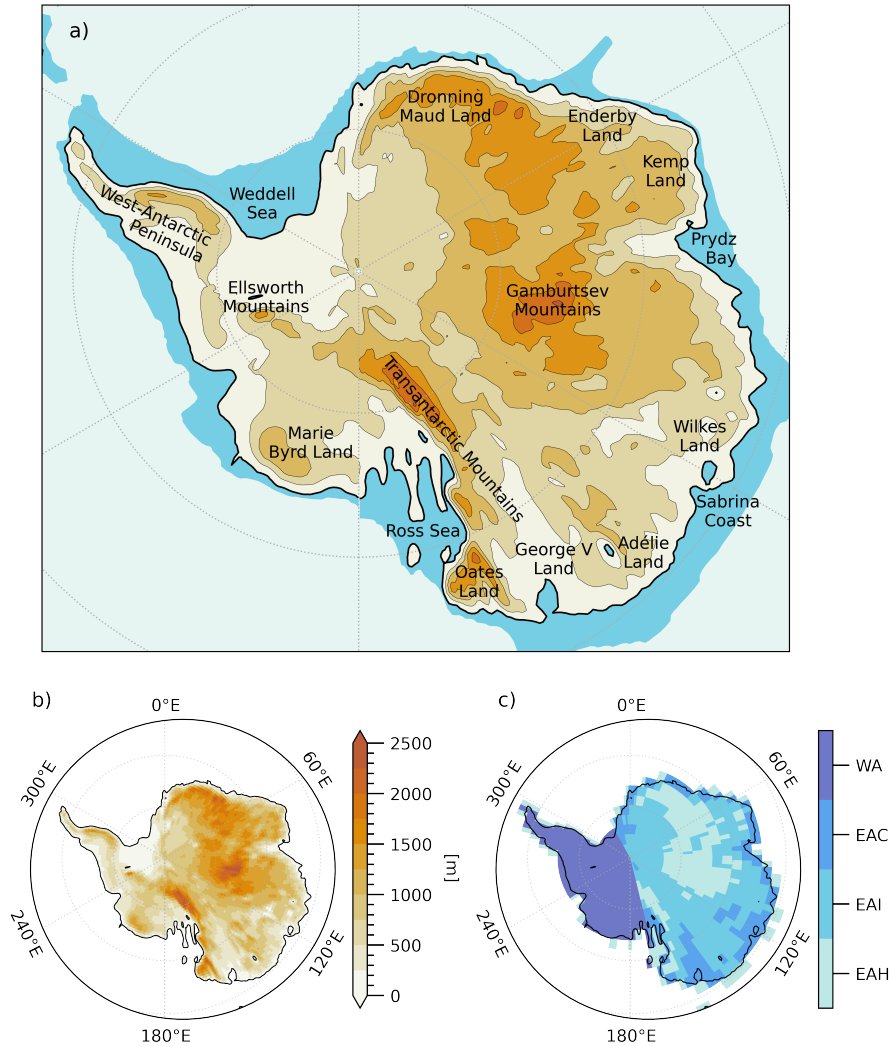 a)
Dronning
Maud Land
Enderby
Land
Kemp
Land
Weddell
Sea
West-Antarctic
Peninsula
Prydz
Bay
Ellsworth
Mountains
Gamburtsev
Mountains
Transantarctic Mountains
Marie
Byrd Land
Wilkes
Land
Sabrina
Coast
Ross Sea
George V
Land
Adélie
Land
Oates
Land
b)
0°E
60°E
120°E
180°E
240°E
300°E
2500
2000
1500
1000
500
0
[m]
c)
0°E
60°E
120°E
180°E
240°E
300°E
WA
EAC
EAI
EAH